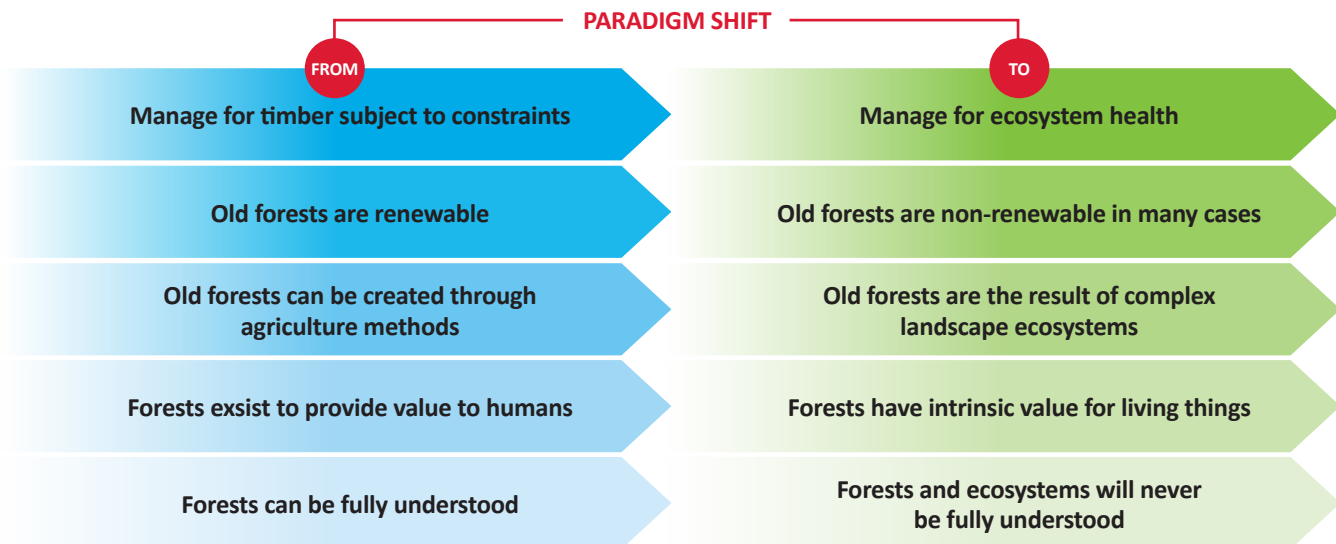 PARADIGM SHIFT
FROM
TO
Manage for timber subject to constraints
Manage for ecosystem health
Old forests are renewable
Old forests are non-renewable in many cases
Old forests can be created through
agriculture methods
Old forests are the result of complex
landscape ecosystems
Forests exsist to provide value to humans
Forests have intrinsic value for living things
Forests can be fully understood
Forests and ecosystems will never
be fully understood